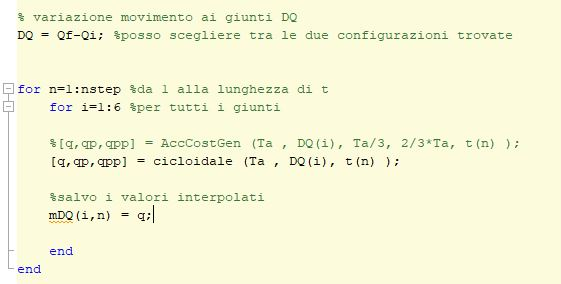 % variazione movimento ai giunti DQ
DQ = Qf-Qi; %posso scegliere tra le due configurazioni trovate
for n=1:nstep %da 1 alla lunghezza di t
for i=1:6 %per tutti i giunti
%[q,qp,qpp] = AccCostGen (Ta , DQ(i), Ta/3, 2/3*Ta, t(n) );
[q,qp,qpp] = cicloidale (Ta , DQ(i), t(n) );
%salvo i valori interpolati
mDQ(i,n) = q;
end
end